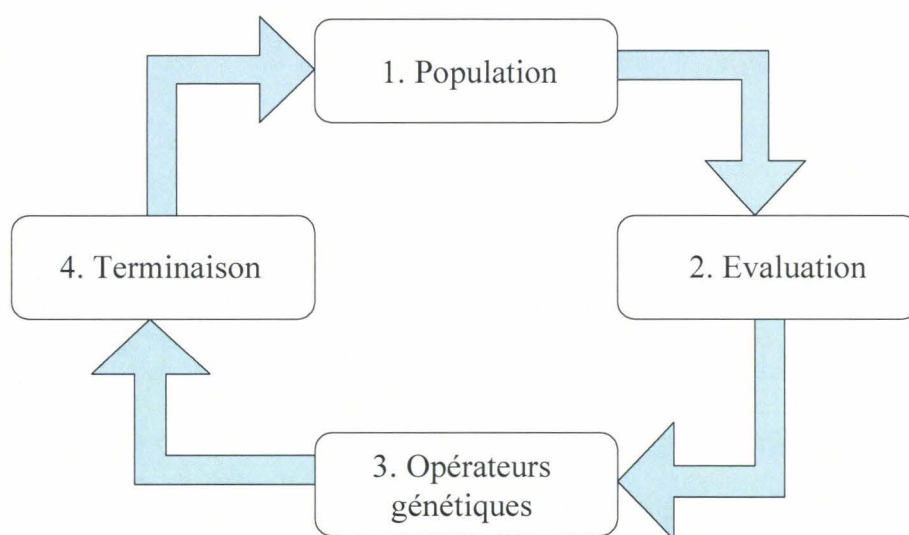 1. Population
2. Evaluation
3. Opérateurs
génétiques
4. Terminaison